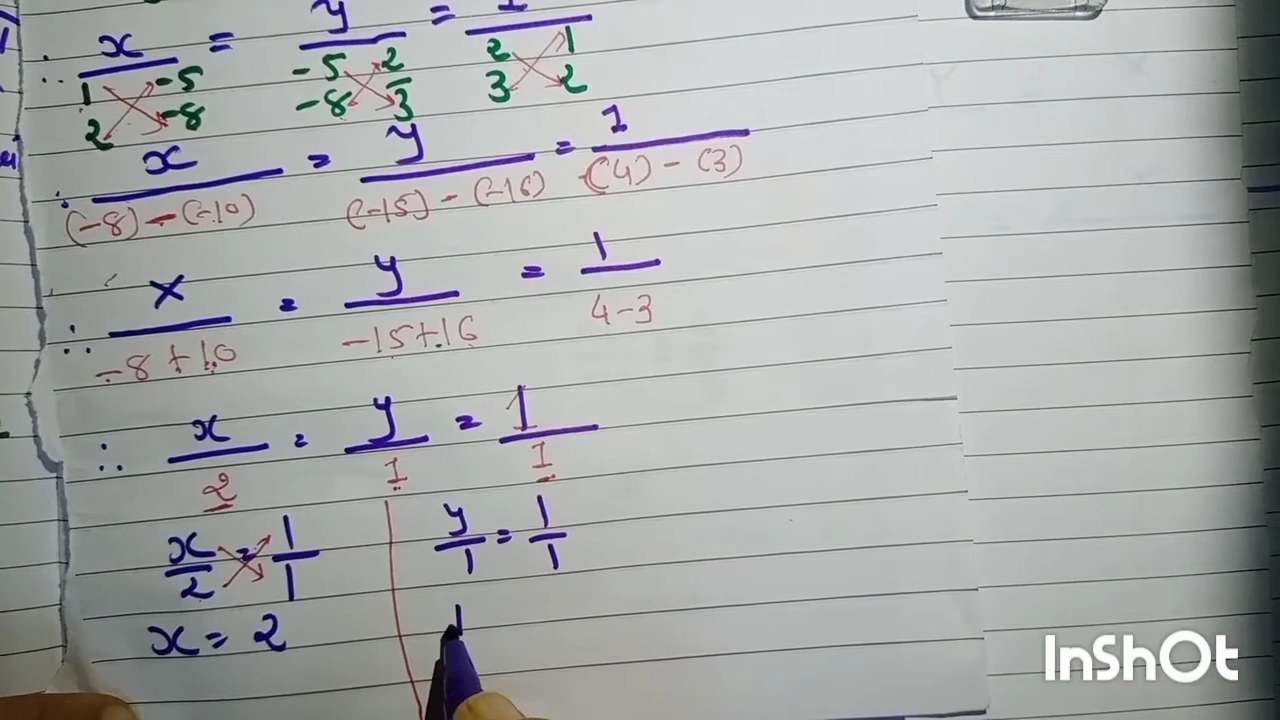 ∴ x = y = 1
1 -5 -5 2 2 1
2 -8 -8 3 3 2
∴ x = y = 1
(-8) - (-10) (-15) - (-16) (4) - (3)
∴ x = y = 1
-8 + 10 -15 + 16 4 - 3
∴ x = y = 1
2 1 1
x = 1 y = 1
2 1 1 1
x = 2
InShOt